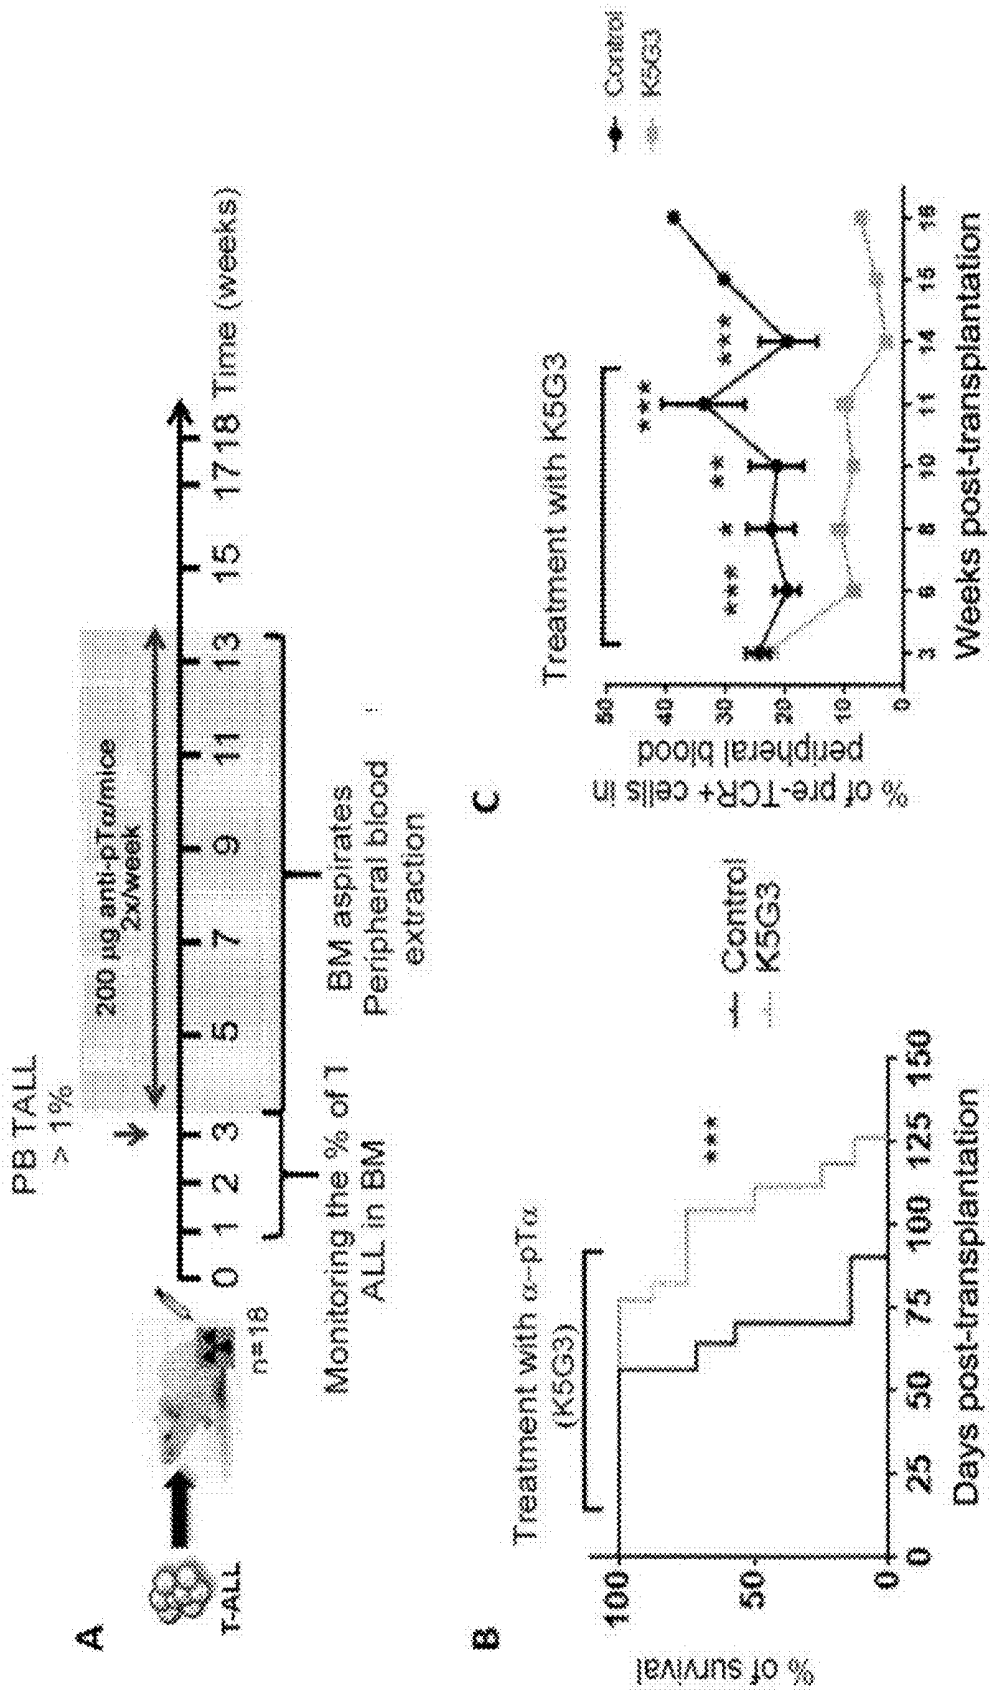 A
T-ALL
n=18
PB TALL
> 1%
200 µg anti-pTα/mice
2x/week
0 1 2 3 5 7 9 11 13 15 17 18 Time (weeks)
Monitoring the % of T
ALL in BM
BM aspirates
Peripheral blood
extraction
B
Treatment with α-pTα
(K5G3)
% of survival
100
50
0
***
0 25 50 75 100 125 150
Days post-transplantation
Control
K5G3
C
Treatment with K5G3
% of pre-TCR+ cells in
peripheral blood
50
40
30
20
10
0
*** * ** *** ***
3 6 8 10 11 14 15
Weeks post-transplantation
Control
K5G3